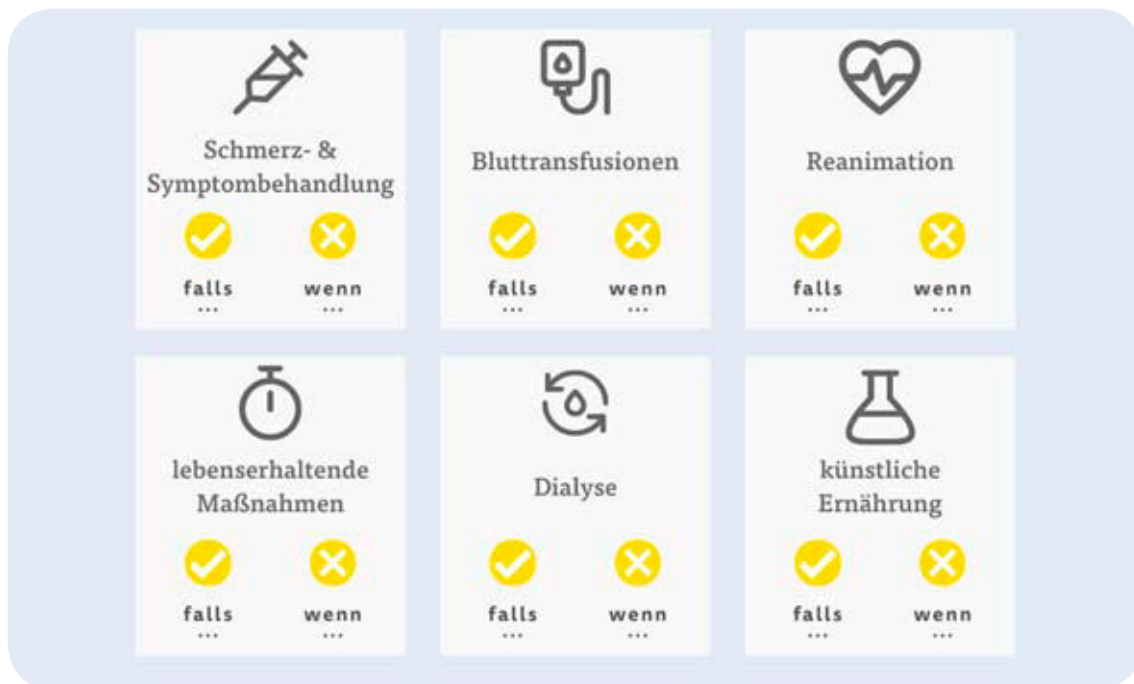 Schmerz- &
Symptombehandlung
falls
...
wenn
...
Bluttransfusionen
falls
...
wenn
...
Reanimation
falls
...
wenn
...
lebenserhaltende
Maßnahmen
falls
...
wenn
...
Dialyse
falls
...
wenn
...
künstliche
Ernährung
falls
...
wenn
...